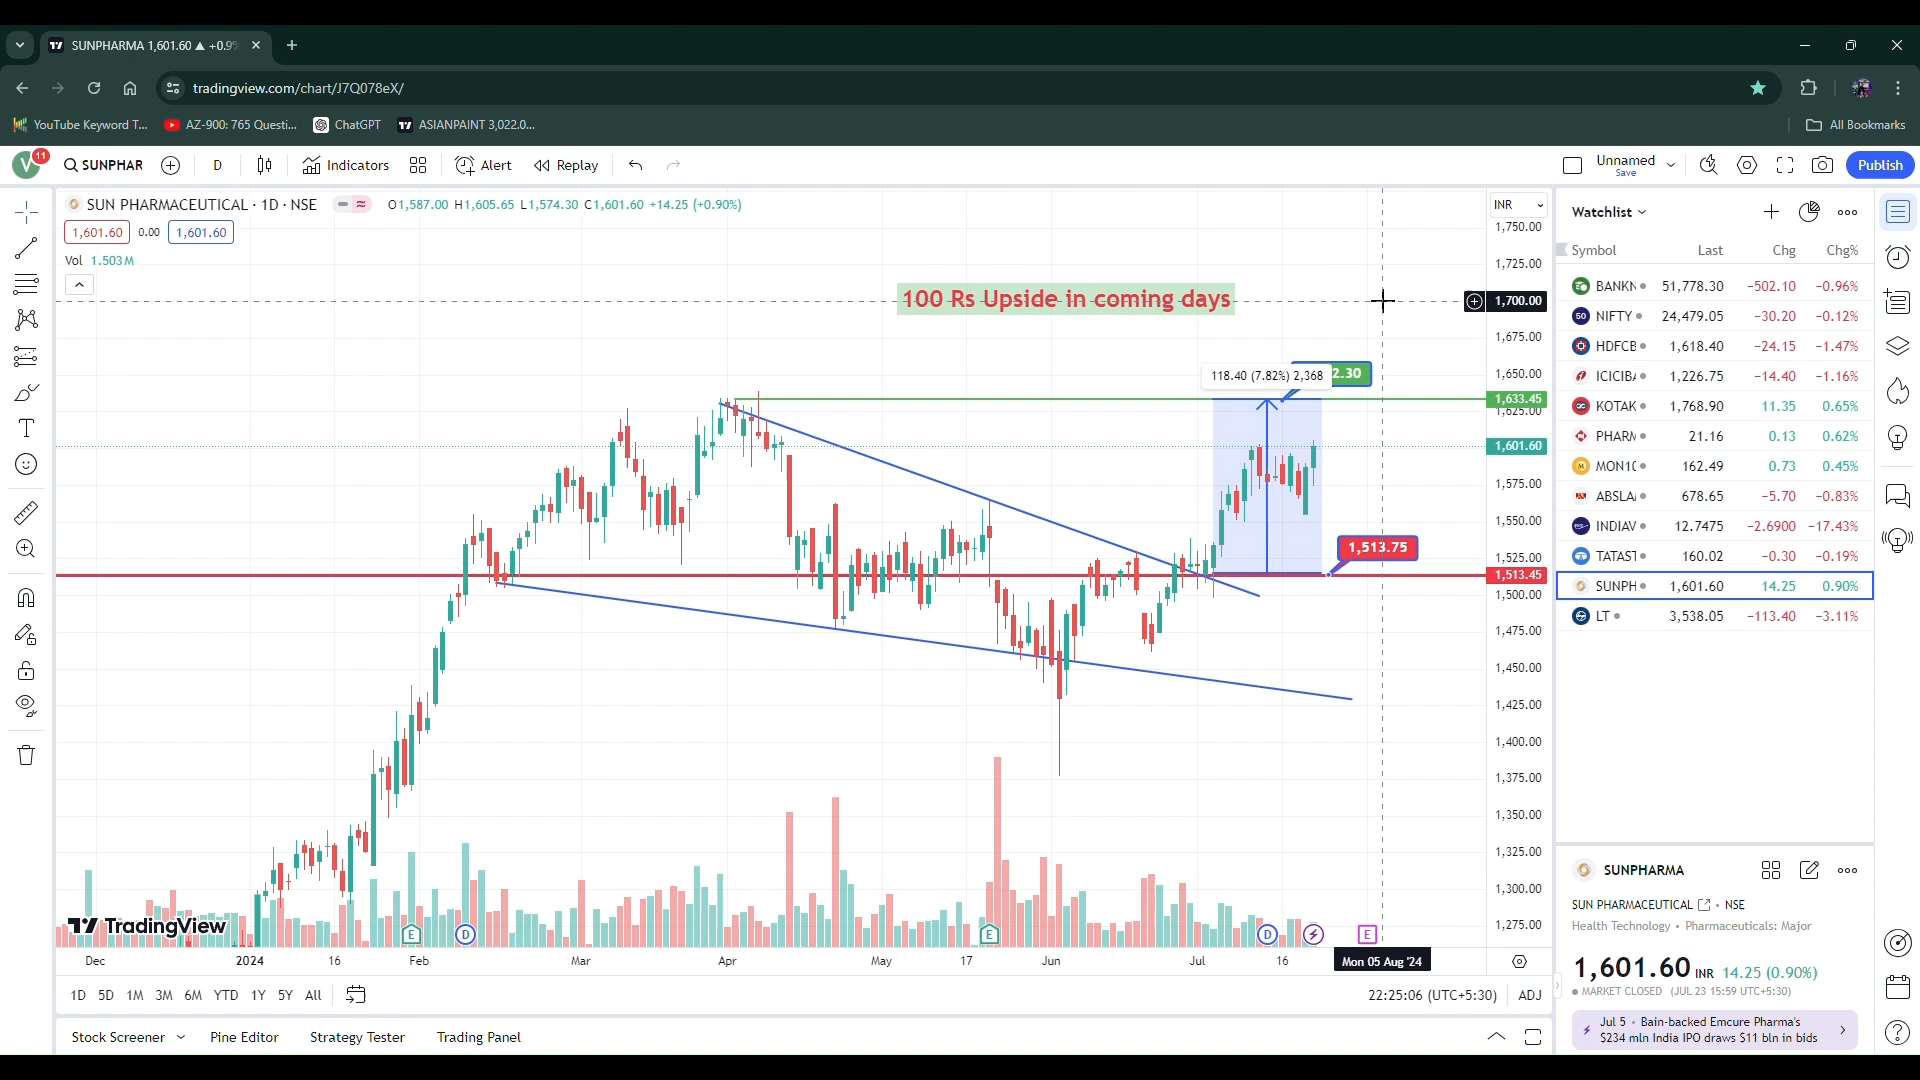 SUNPHARMA 1,601.60 ▲ +0.9%
tradingview.com/chart/J7Q078eX/
YouTube Keyword T...
AZ-900: 765 Questi...
ChatGPT
ASIANPAINT 3,022.0...
All Bookmarks
V 11
SUNPHAR
D
Indicators
Alert
Replay
Unnamed
Save
Publish
SUN PHARMACEUTICAL · 1D · NSE
O1,587.00 H1,605.65 L1,574.30 C1,601.60 +14.25 (+0.90%)
1,601.60 0.00 1,601.60
Vol 1.503M
100 Rs Upside in coming days
118.40 (7.82%) 2,368
2.30
1,513.75
INR
1,750.00
1,725.00
1,700.00
1,675.00
1,650.00
1,633.45
1,625.00
1,601.60
1,575.00
1,550.00
1,525.00
1,513.45
1,500.00
1,475.00
1,450.00
1,425.00
1,400.00
1,375.00
1,350.00
1,325.00
1,300.00
1,275.00
TradingView
E D E D E
Dec 2024 16 Feb Mar Apr May 17 Jun Jul 16 Mon 05 Aug '24
1D 5D 1M 3M 6M YTD 1Y 5Y All
22:25:06 (UTC+5:30) ADJ
Stock Screener Pine Editor Strategy Tester Trading Panel
Watchlist
Symbol Last Chg Chg%
BANKN 51,778.30 −502.10 −0.96%
50 NIFTY 24,479.05 −30.20 −0.12%
HDFCB 1,618.40 −24.15 −1.47%
ICICIBA 1,226.75 −14.40 −1.16%
KOTAK 1,768.90 11.35 0.65%
PHARM 21.16 0.13 0.62%
MON10 162.49 0.73 0.45%
ABSLA 678.65 −5.70 −0.83%
INDIAV 12.7475 −2.6900 −17.43%
TATAST 160.02 −0.30 −0.19%
SUNPH 1,601.60 14.25 0.90%
LT 3,538.05 −113.40 −3.11%
SUNPHARMA
SUN PHARMACEUTICAL • NSE
Health Technology • Pharmaceuticals: Major
1,601.60 INR 14.25 (0.90%)
MARKET CLOSED (JUL 23 15:59 UTC+5:30)
Jul 5 • Bain-backed Emcure Pharma's
$234 mln India IPO draws $11 bln in bids